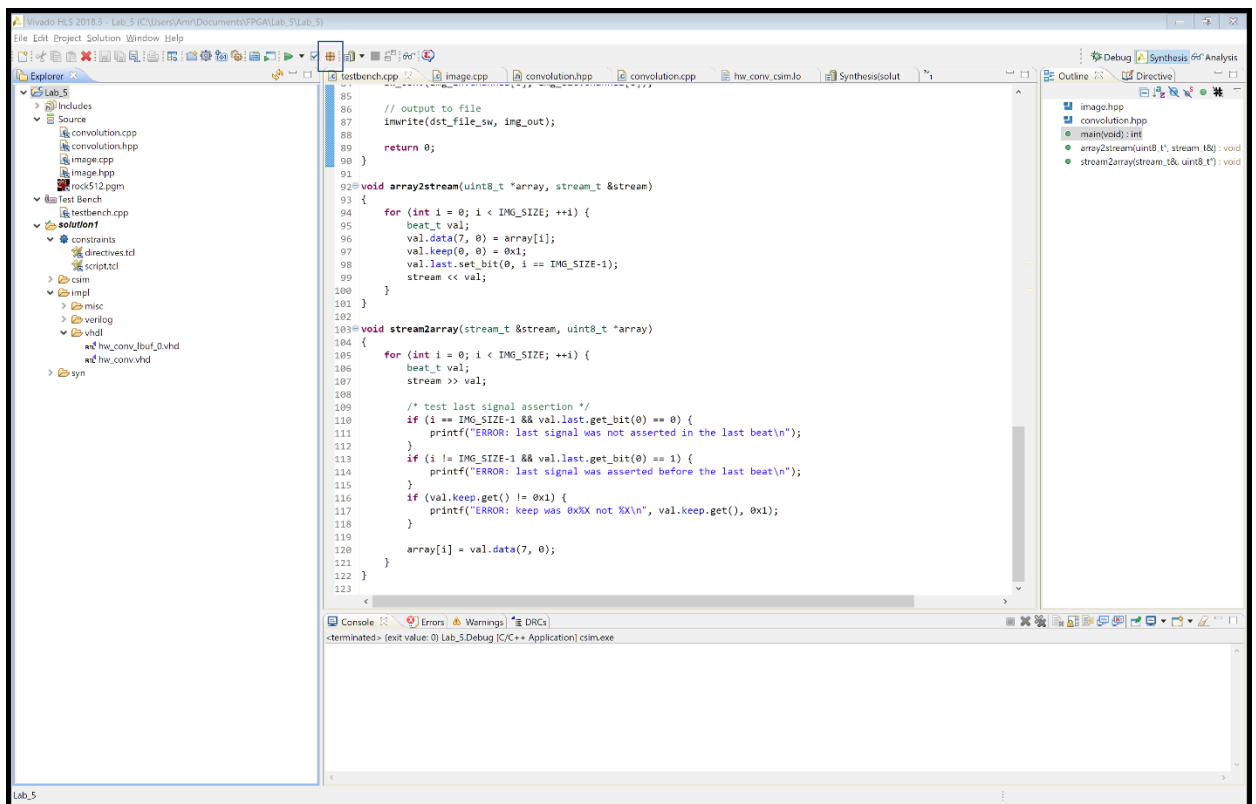 Vivado HLS 2018.3 - Lab_5 (C:\Users\Amr\Documents\FPGA\Lab_5\Lab_5)
File Edit Project Solution Window Help
Debug Synthesis Analysis
Explorer
Lab_5
Includes
Source
convolution.cpp
convolution.hpp
image.cpp
image.hpp
rock512.pgm
Test Bench
testbench.cpp
solution1
constraints
directives.tcl
script.tcl
csim
impl
misc
verilog
vhdl
hw_conv_lbuf_0.vhd
hw_conv.vhd
syn
testbench.cpp image.cpp convolution.hpp convolution.cpp hw_conv_csim.lo Synthesis(solut
85
86 // output to file
87 imwrite(dst_file_sw, img_out);
88
89 return 0;
90 }
91
92 void array2stream(uint8_t *array, stream_t &stream)
93 {
94 for (int i = 0; i < IMG_SIZE; ++i) {
95 beat_t val;
96 val.data(7, 0) = array[i];
97 val.keep(0, 0) = 0x1;
98 val.last.set_bit(0, i == IMG_SIZE-1);
99 stream << val;
100 }
101 }
102
103 void stream2array(stream_t &stream, uint8_t *array)
104 {
105 for (int i = 0; i < IMG_SIZE; ++i) {
106 beat_t val;
107 stream >> val;
108
109 /* test last signal assertion */
110 if (i == IMG_SIZE-1 && val.last.get_bit(0) == 0) {
111 printf("ERROR: last signal was not asserted in the last beat\n");
112 }
113 if (i != IMG_SIZE-1 && val.last.get_bit(0) == 1) {
114 printf("ERROR: last signal was asserted before the last beat\n");
115 }
116 if (val.keep.get() != 0x1) {
117 printf("ERROR: keep was 0x%X not %X\n", val.keep.get(), 0x1);
118 }
119
120 array[i] = val.data(7, 0);
121 }
122 }
123
Outline Directive
image.hpp
convolution.hpp
main(void) : int
array2stream(uint8_t*, stream_t&) : void
stream2array(stream_t&, uint8_t*) : void
Console Errors Warnings DRCs
<terminated> (exit value: 0) Lab_5.Debug [C/C++ Application] csim.exe
Lab_5